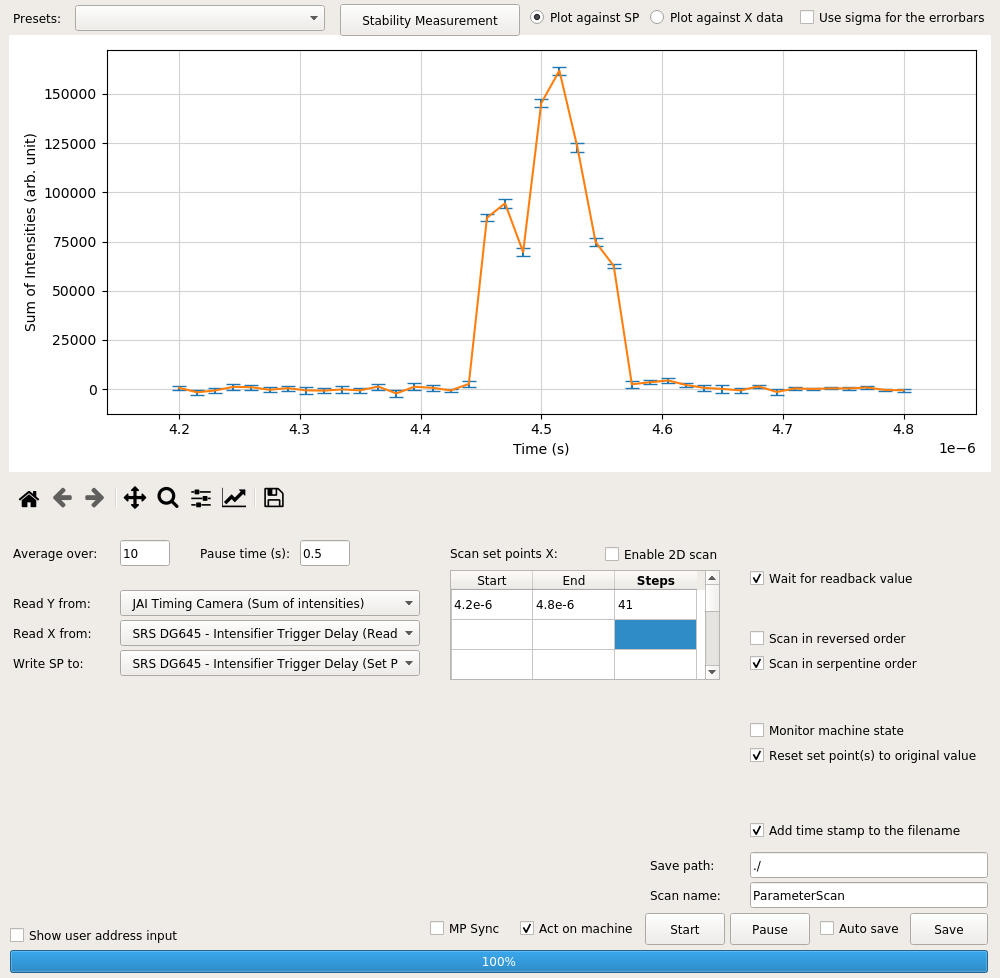 Presets:
Stability Measurement
Plot against SP
Plot against X data
Use sigma for the errorbars
Sum of Intensities (arb. unit)
150000
125000
100000
75000
50000
25000
0
4.2
4.3
4.4
4.5
4.6
4.7
4.8
Time (s)
1e−6
Average over:
10
Pause time (s):
0.5
Scan set points X:
Enable 2D scan
Start
End
Steps
4.2e-6
4.8e-6
41
Read Y from:
JAI Timing Camera (Sum of intensities)
Read X from:
SRS DG645 - Intensifier Trigger Delay (Read
Write SP to:
SRS DG645 - Intensifier Trigger Delay (Set P
Wait for readback value
Scan in reversed order
Scan in serpentine order
Monitor machine state
Reset set point(s) to original value
Add time stamp to the filename
Save path:
./
Scan name:
ParameterScan
Show user address input
MP Sync
Act on machine
Start
Pause
Auto save
Save
100%